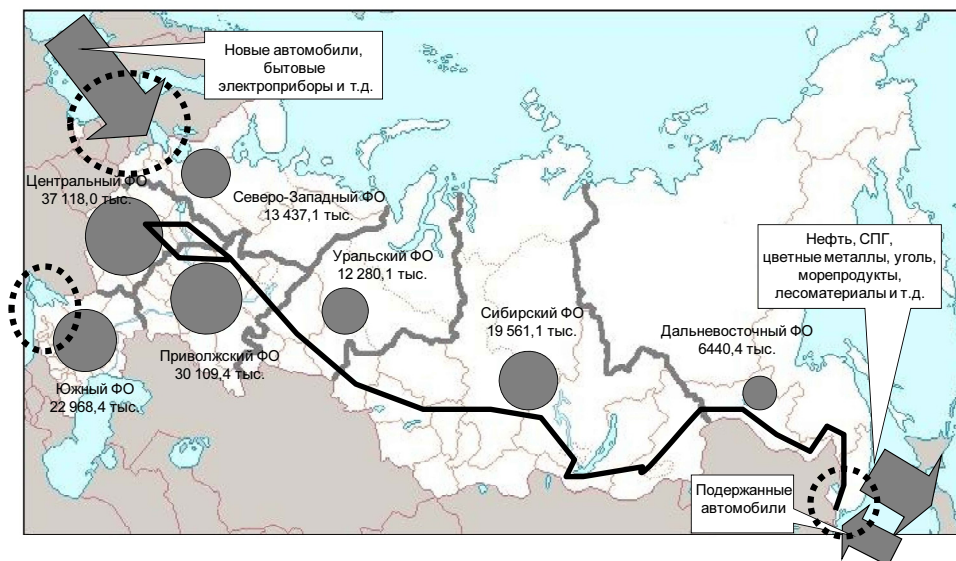 Новые автомобили,
бытовые
электроприборы и т.д.
Центральный ФО
37 118,0 тыс.
Северо-Западный ФО
13 437,1 тыс.
Уральский ФО
12 280,1 тыс.
Нефть, СПГ,
цветные металлы, уголь,
морепродукты,
лесоматериалы и т.д.
Сибирский ФО
19 561,1 тыс.
Дальневосточный ФО
6440,4 тыс.
Приволжский ФО
30 109,4 тыс.
Южный ФО
22 968,4 тыс.
Подержанные
автомобили